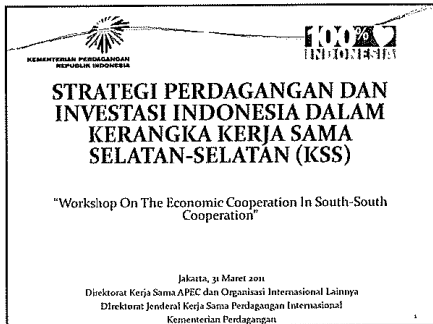 KEMENTERIAN PERDAGANGAN
REPUBLIK INDONESIA
100%
INDONESIA
STRATEGI PERDAGANGAN DAN
INVESTASI INDONESIA DALAM
KERANGKA KERJA SAMA
SELATAN-SELATAN (KSS)
"Workshop On The Economic Cooperation In South-South
Cooperation"
Jakarta, 31 Maret 2011
Direktorat Kerja Sama APEC dan Organisasi Internasional Lainnya
Direktorat Jenderal Kerja Sama Perdagangan Internasional
Kementerian Perdagangan
1